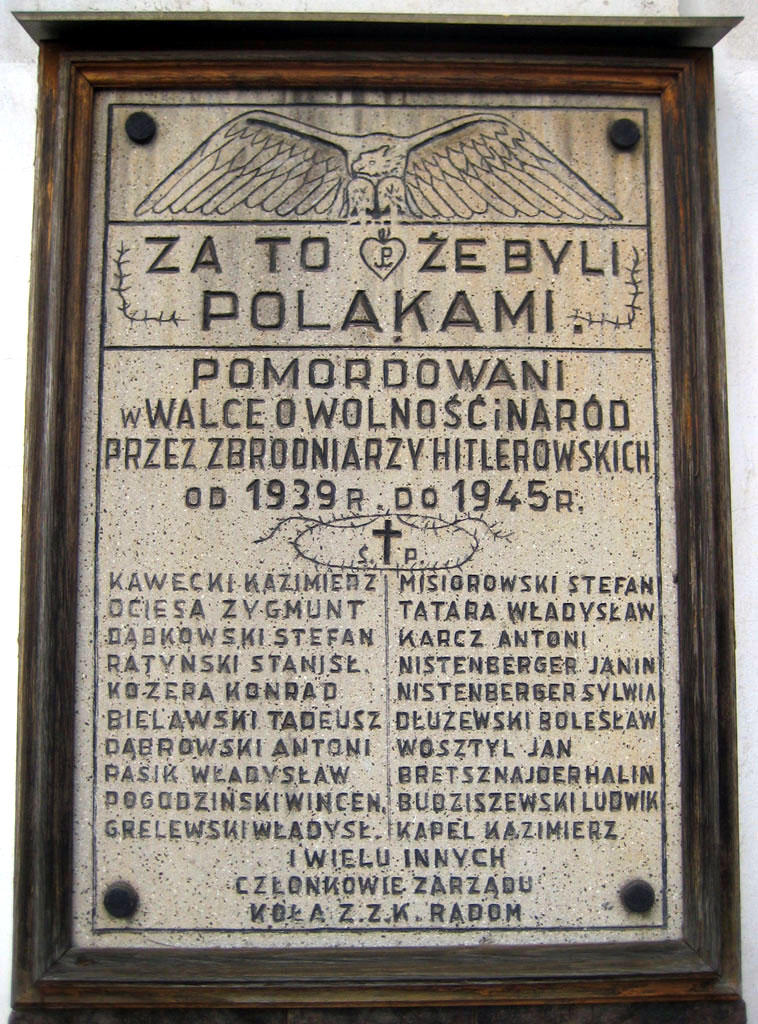 ZA TO P ŻE BYLI
POLAKAMI.
POMORDOWANI
W WALCE O WOLNOŚĆ i NARÓD
PRZEZ ZBRODNIARZY HITLEROWSKICH
OD 1939 R. DO 1945 R.
Ś. P
KAWECKI KAZIMIERZ
OCIESA ZYGMUNT
DĄBKOWSKI STEFAN
RATYŃSKI STANISŁ.
KOZERA KONRAD
BIELAWSKI TADEUSZ
DĄBROWSKI ANTONI
PASIK WŁADYSŁAW
POGODZIŃSKI WINCEN.
GRELEWSKI WŁADYSŁ.
MISIOROWSKI STEFAN
TATARA WŁADYSŁAW
KARCZ ANTONI
NISTENBERGER JANIN
NISTENBERGER SYLWIA
DŁUŻEWSKI BOLESŁAW
WOSZTYL JAN
BRETSZNAJDER HALIN
BUDZISZEWSKI LUDWIK
KAPEL KAZIMIERZ
I WIELU INNYCH
CZŁONKOWIE ZARZĄDU
KOŁA Z.Z.K. RADOM